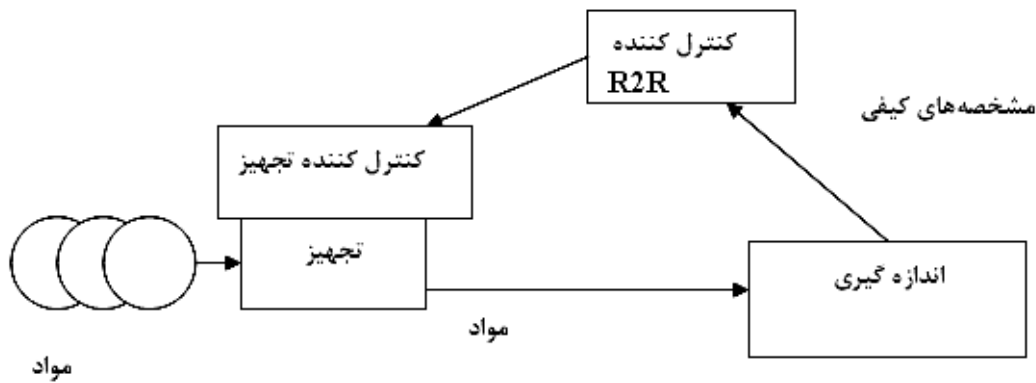 کنترل کننده
R2R
مشخصه‌های کیفی
کنترل کننده تجهیز
تجهیز
اندازه گیری
مواد
مواد